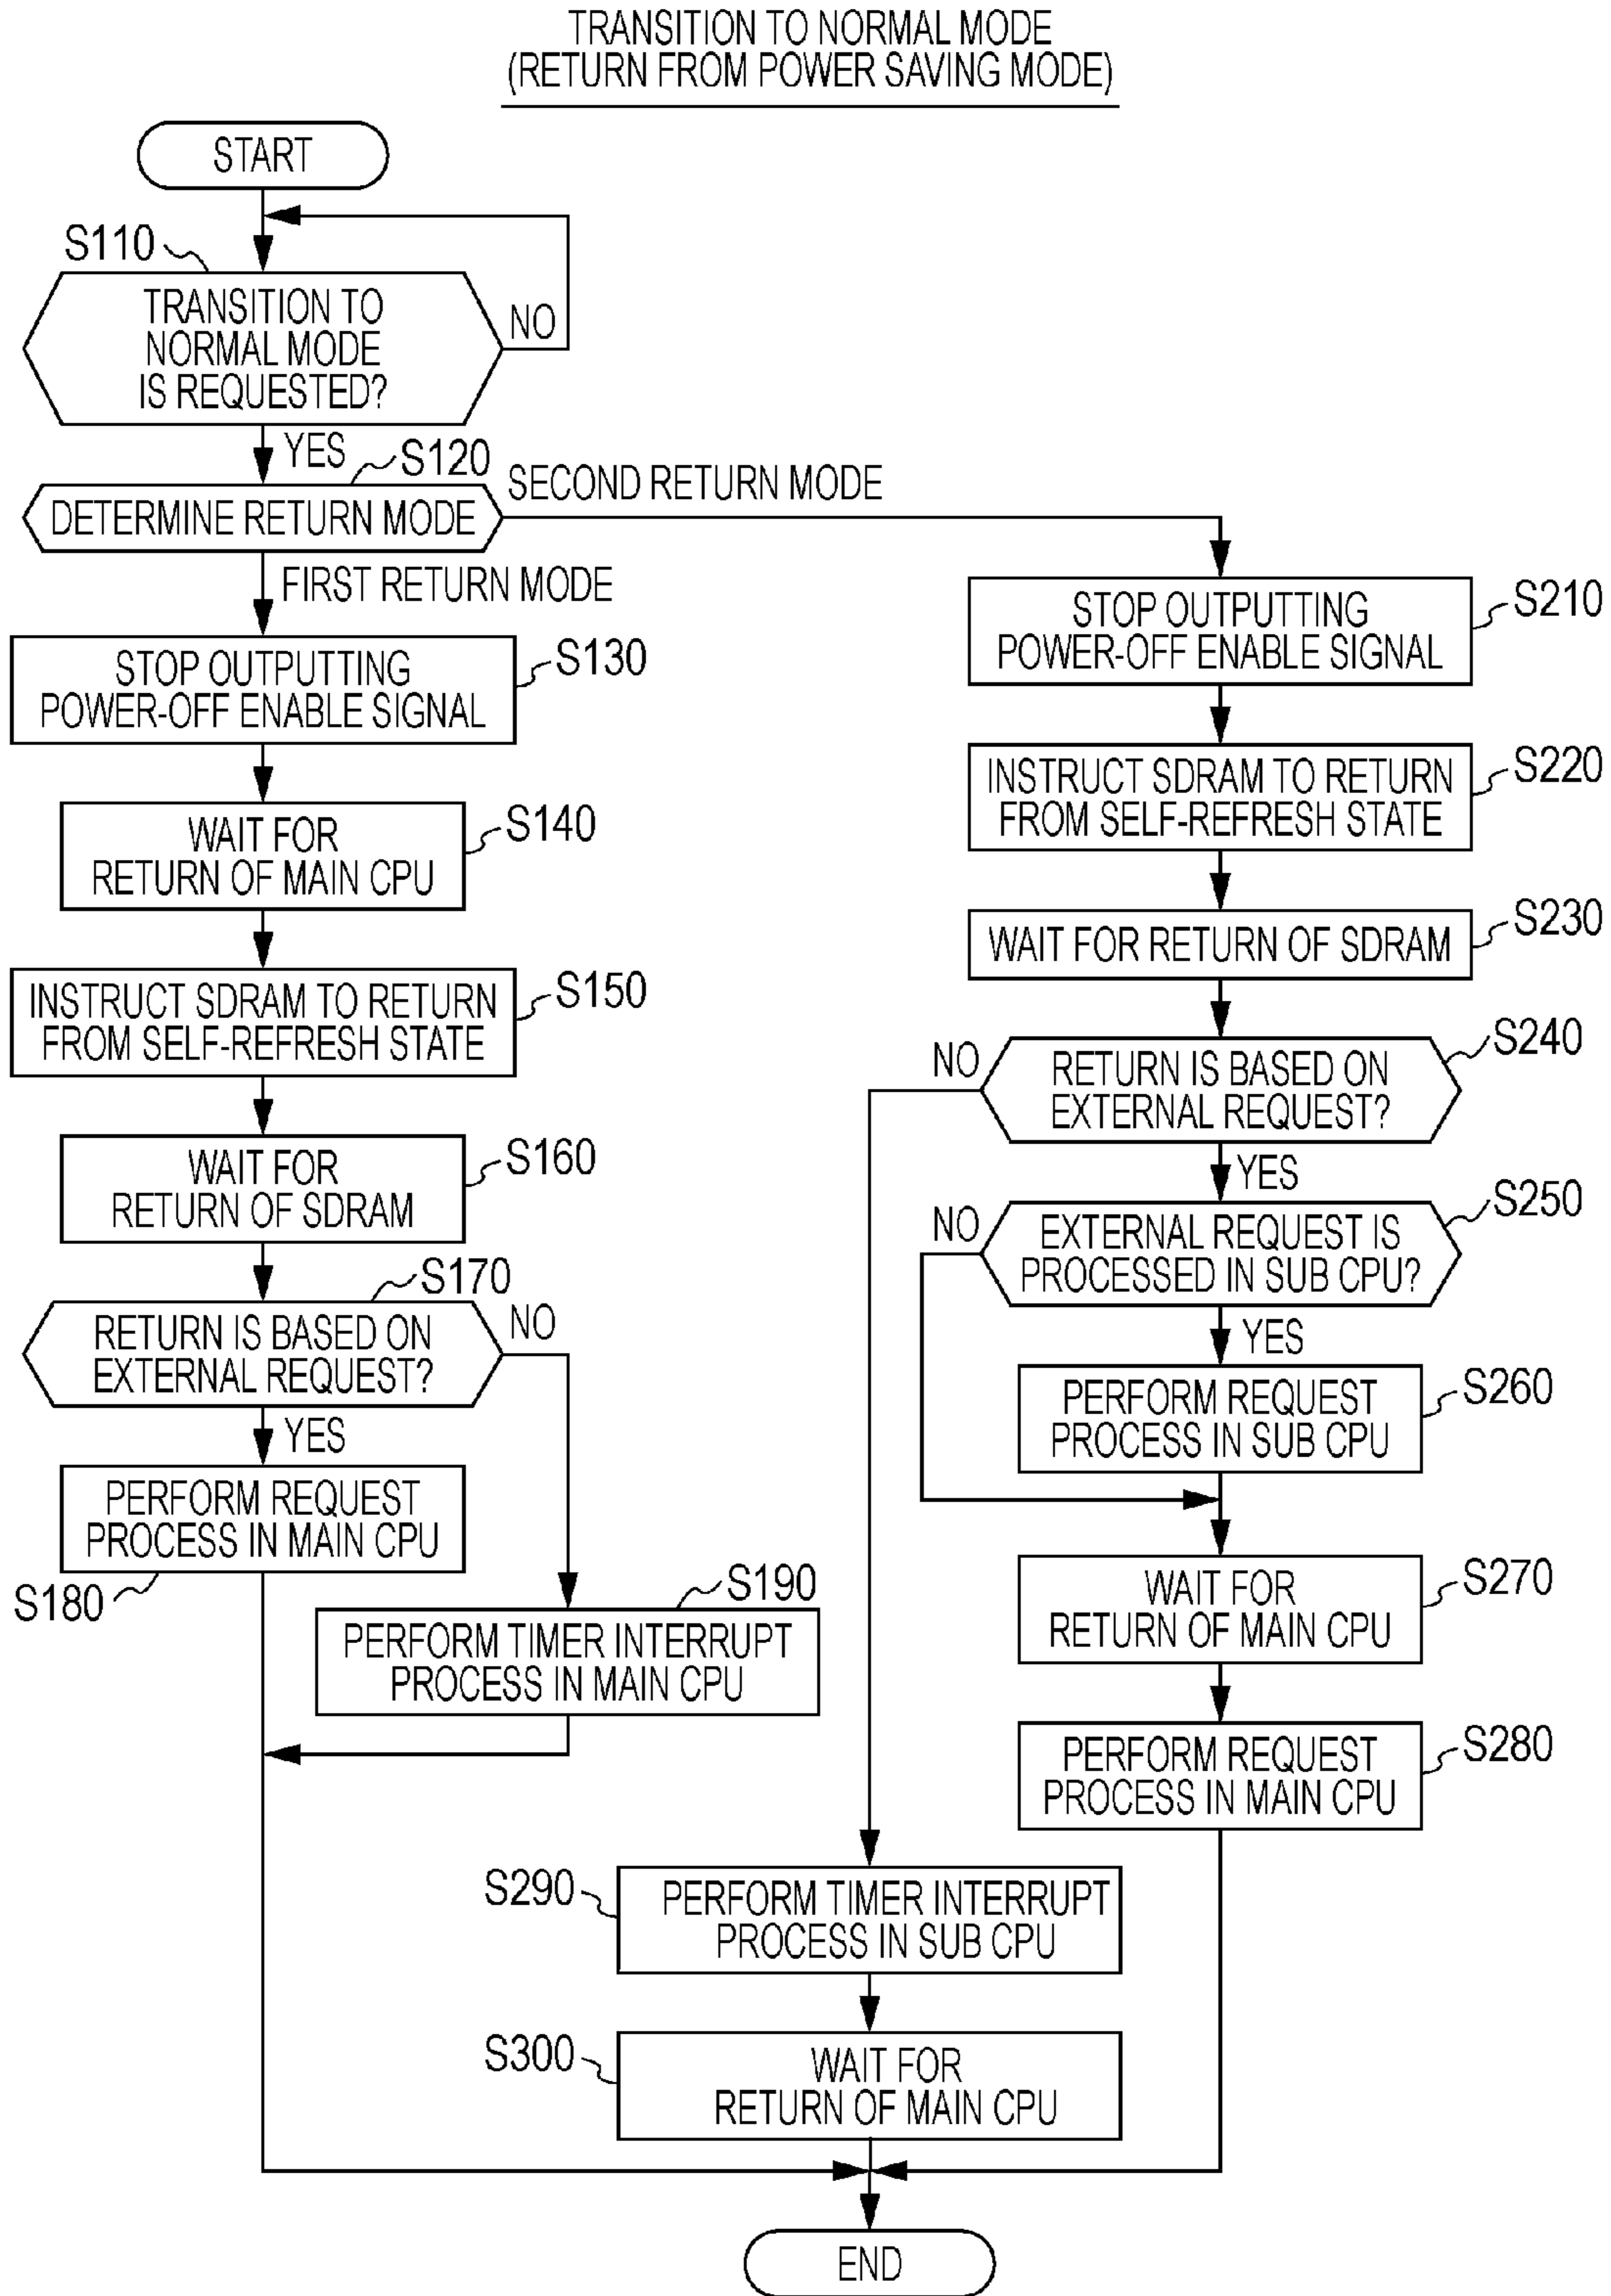 TRANSITION TO NORMAL MODE
(RETURN FROM POWER SAVING MODE)
START
S110
TRANSITION TO
NORMAL MODE
IS REQUESTED?
NO
YES
S120
DETERMINE RETURN MODE
SECOND RETURN MODE
FIRST RETURN MODE
STOP OUTPUTTING
POWER-OFF ENABLE SIGNAL
S130
WAIT FOR
RETURN OF MAIN CPU
S140
INSTRUCT SDRAM TO RETURN
FROM SELF-REFRESH STATE
S150
WAIT FOR
RETURN OF SDRAM
S160
S170
RETURN IS BASED ON
EXTERNAL REQUEST?
NO
YES
PERFORM REQUEST
PROCESS IN MAIN CPU
S180
S190
PERFORM TIMER INTERRUPT
PROCESS IN MAIN CPU
STOP OUTPUTTING
POWER-OFF ENABLE SIGNAL
S210
INSTRUCT SDRAM TO RETURN
FROM SELF-REFRESH STATE
S220
WAIT FOR RETURN OF SDRAM
S230
S240
NO
RETURN IS BASED ON
EXTERNAL REQUEST?
YES
S250
NO
EXTERNAL REQUEST IS
PROCESSED IN SUB CPU?
YES
PERFORM REQUEST
PROCESS IN SUB CPU
S260
WAIT FOR
RETURN OF MAIN CPU
S270
PERFORM REQUEST
PROCESS IN MAIN CPU
S280
S290
PERFORM TIMER INTERRUPT
PROCESS IN SUB CPU
S300
WAIT FOR
RETURN OF MAIN CPU
END